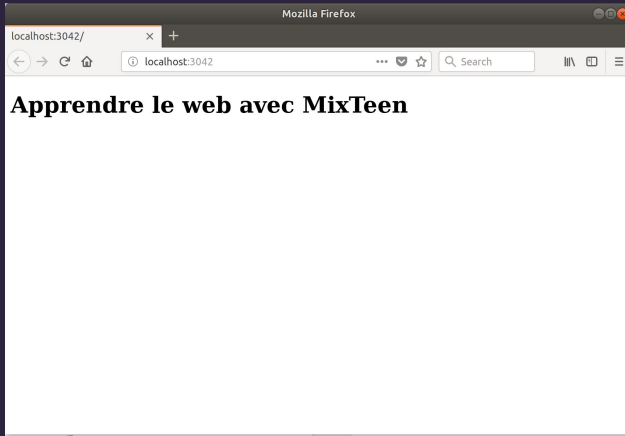 Mozilla Firefox
localhost:3042/
localhost:3042
Search
Apprendre le web avec MixTeen